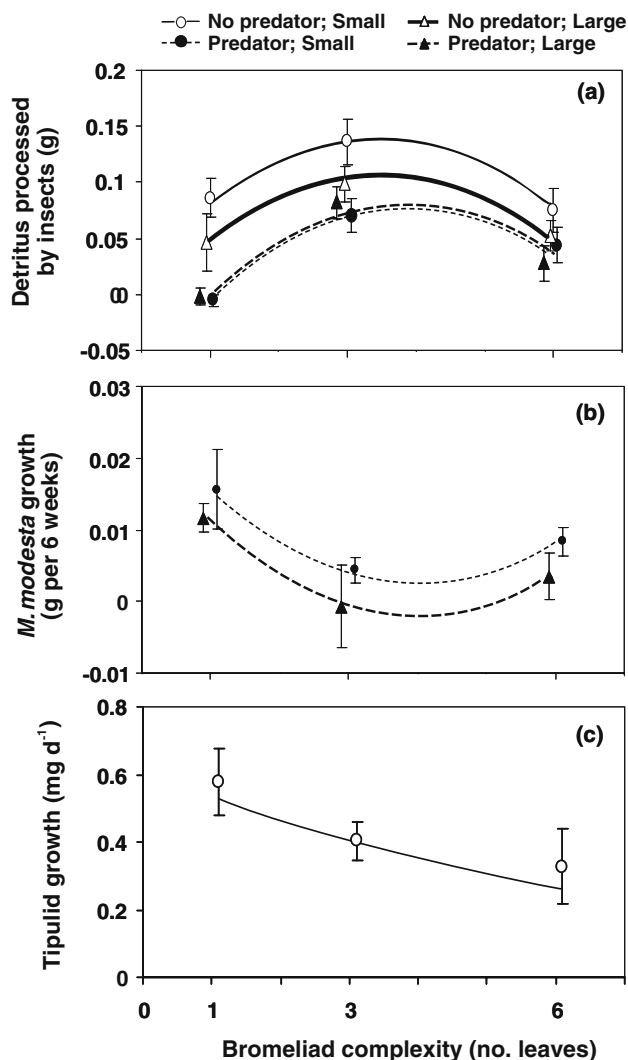 No predator; Small No predator; Large
Predator; Small Predator; Large
(a)
Detritus processed
by insects (g)
0.2
0.15
0.1
0.05
0
-0.05
(b)
M. modesta growth
(g per 6 weeks)
0.03
0.02
0.01
0
-0.01
(c)
Tipulid growth (mg d⁻¹)
0.8
0.6
0.4
0.2
0
0 1 3 6
Bromeliad complexity (no. leaves)